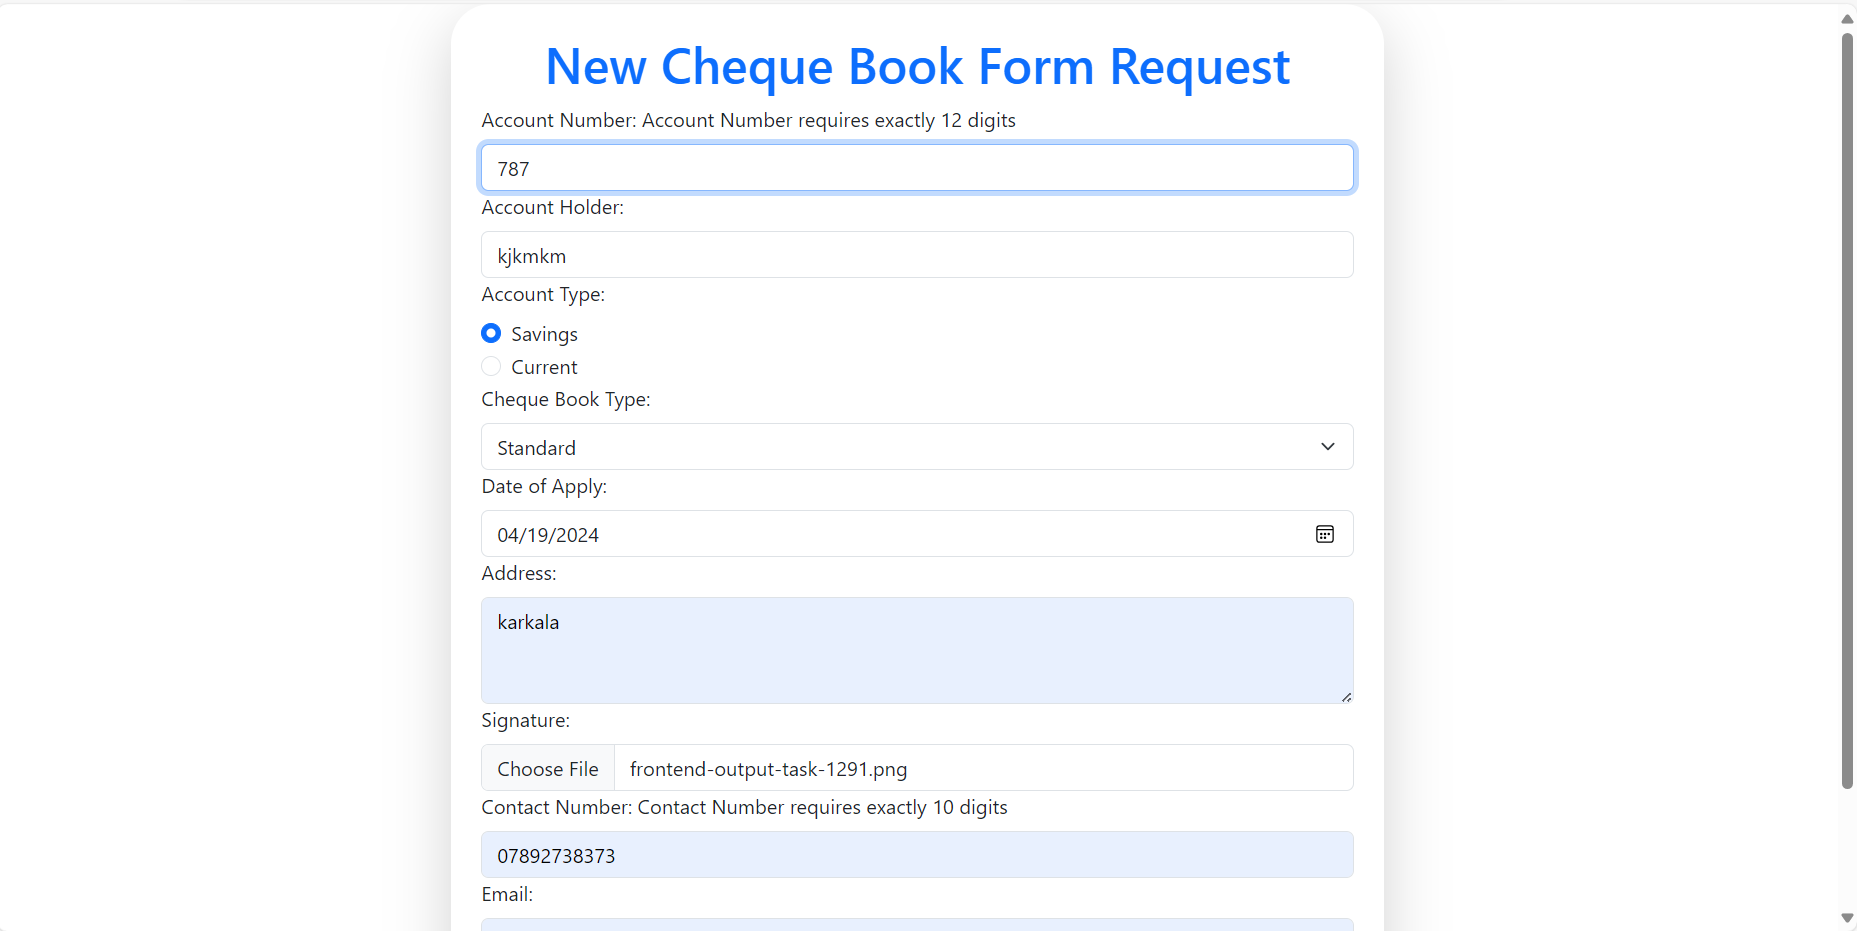 New Cheque Book Form Request
Account Number: Account Number requires exactly 12 digits
787
Account Holder:
kjkmkm
Account Type:
Savings
Current
Cheque Book Type:
Standard
Date of Apply:
04/19/2024
Address:
karkala
Signature:
Choose File frontend-output-task-1291.png
Contact Number: Contact Number requires exactly 10 digits
07892738373
Email: